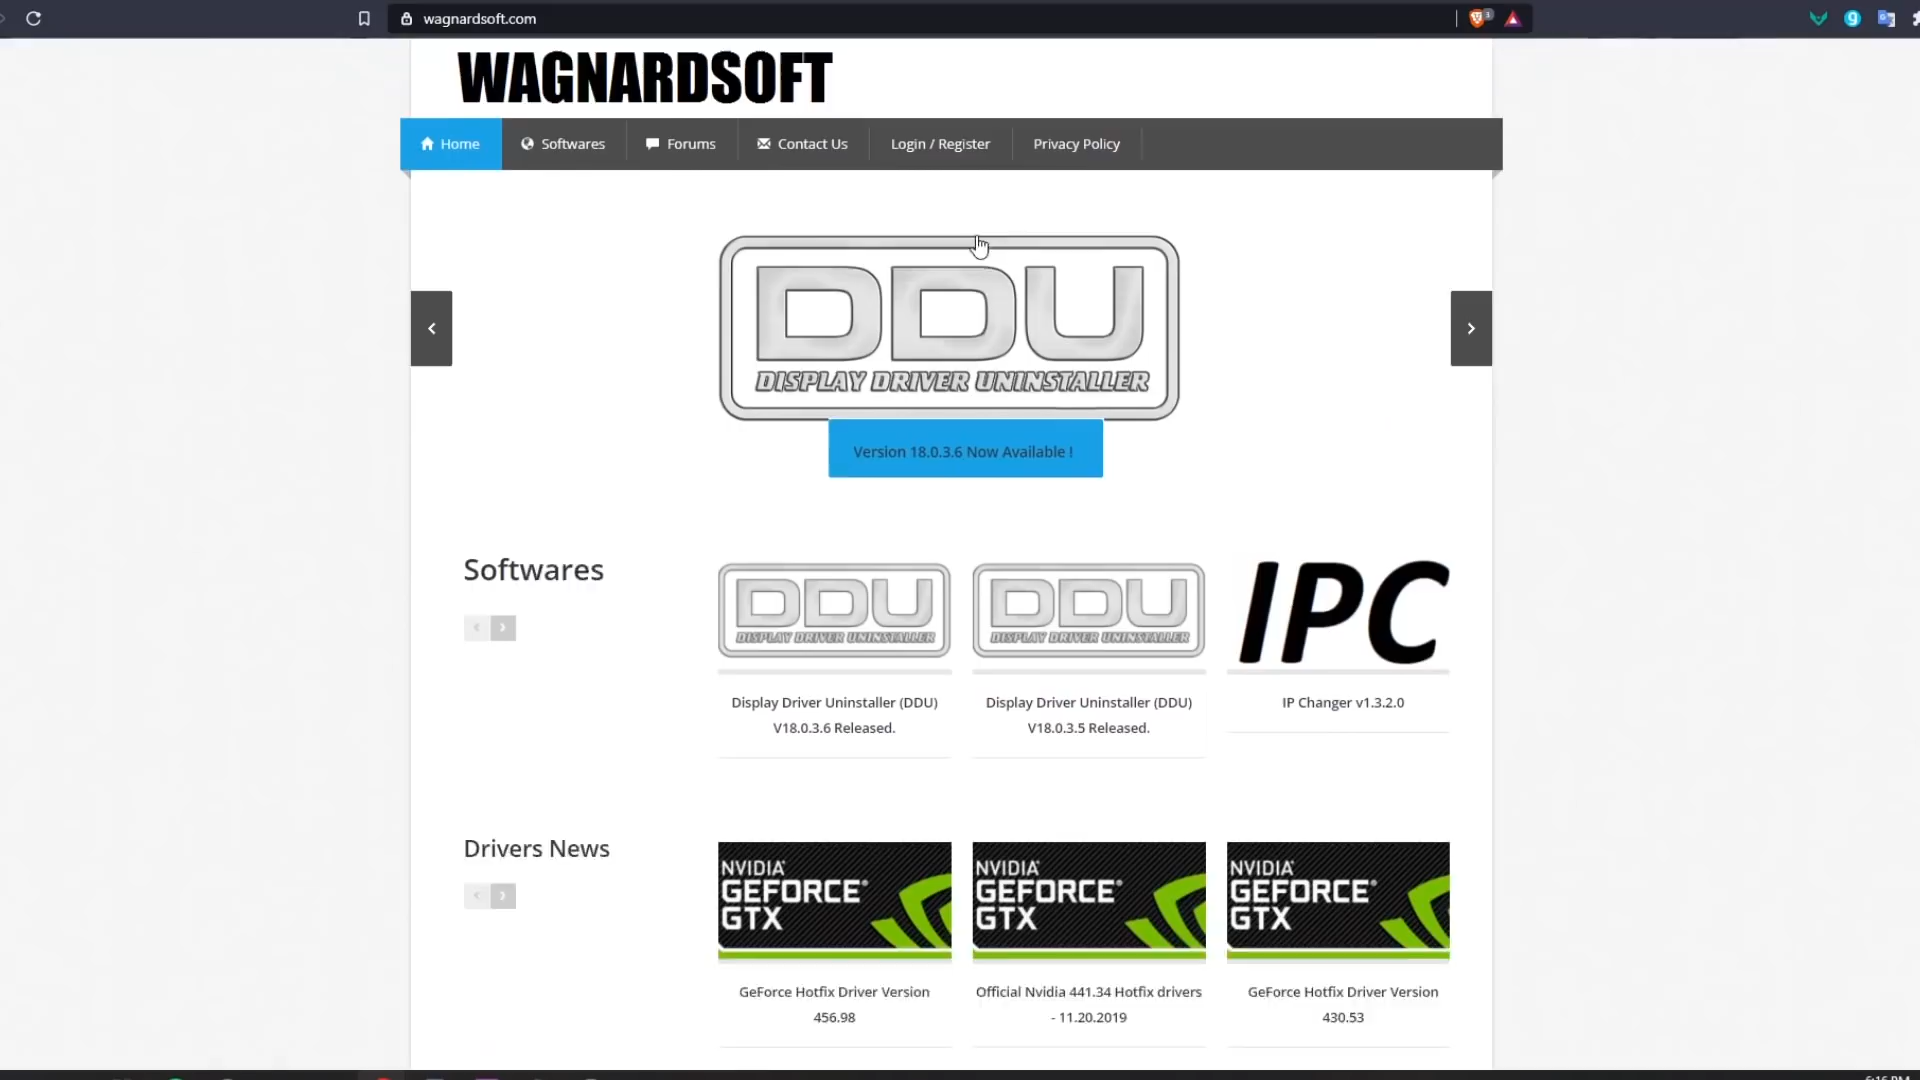 wagnardsoft.com
3
WAGNARDSOFT
Home
Softwares
Forums
Contact Us
Login / Register
Privacy Policy
DDU
DISPLAY DRIVER UNINSTALLER
Version 18.0.3.6 Now Available !
Softwares
DDU
DISPLAY DRIVER UNINSTALLER
Display Driver Uninstaller (DDU)
V18.0.3.6 Released.
DDU
DISPLAY DRIVER UNINSTALLER
Display Driver Uninstaller (DDU)
V18.0.3.5 Released.
IPC
IP Changer v1.3.2.0
Drivers News
NVIDIA
GEFORCE
GTX
GeForce Hotfix Driver Version
456.98
NVIDIA
GEFORCE
GTX
Official Nvidia 441.34 Hotfix drivers
- 11.20.2019
NVIDIA
GEFORCE
GTX
GeForce Hotfix Driver Version
430.53